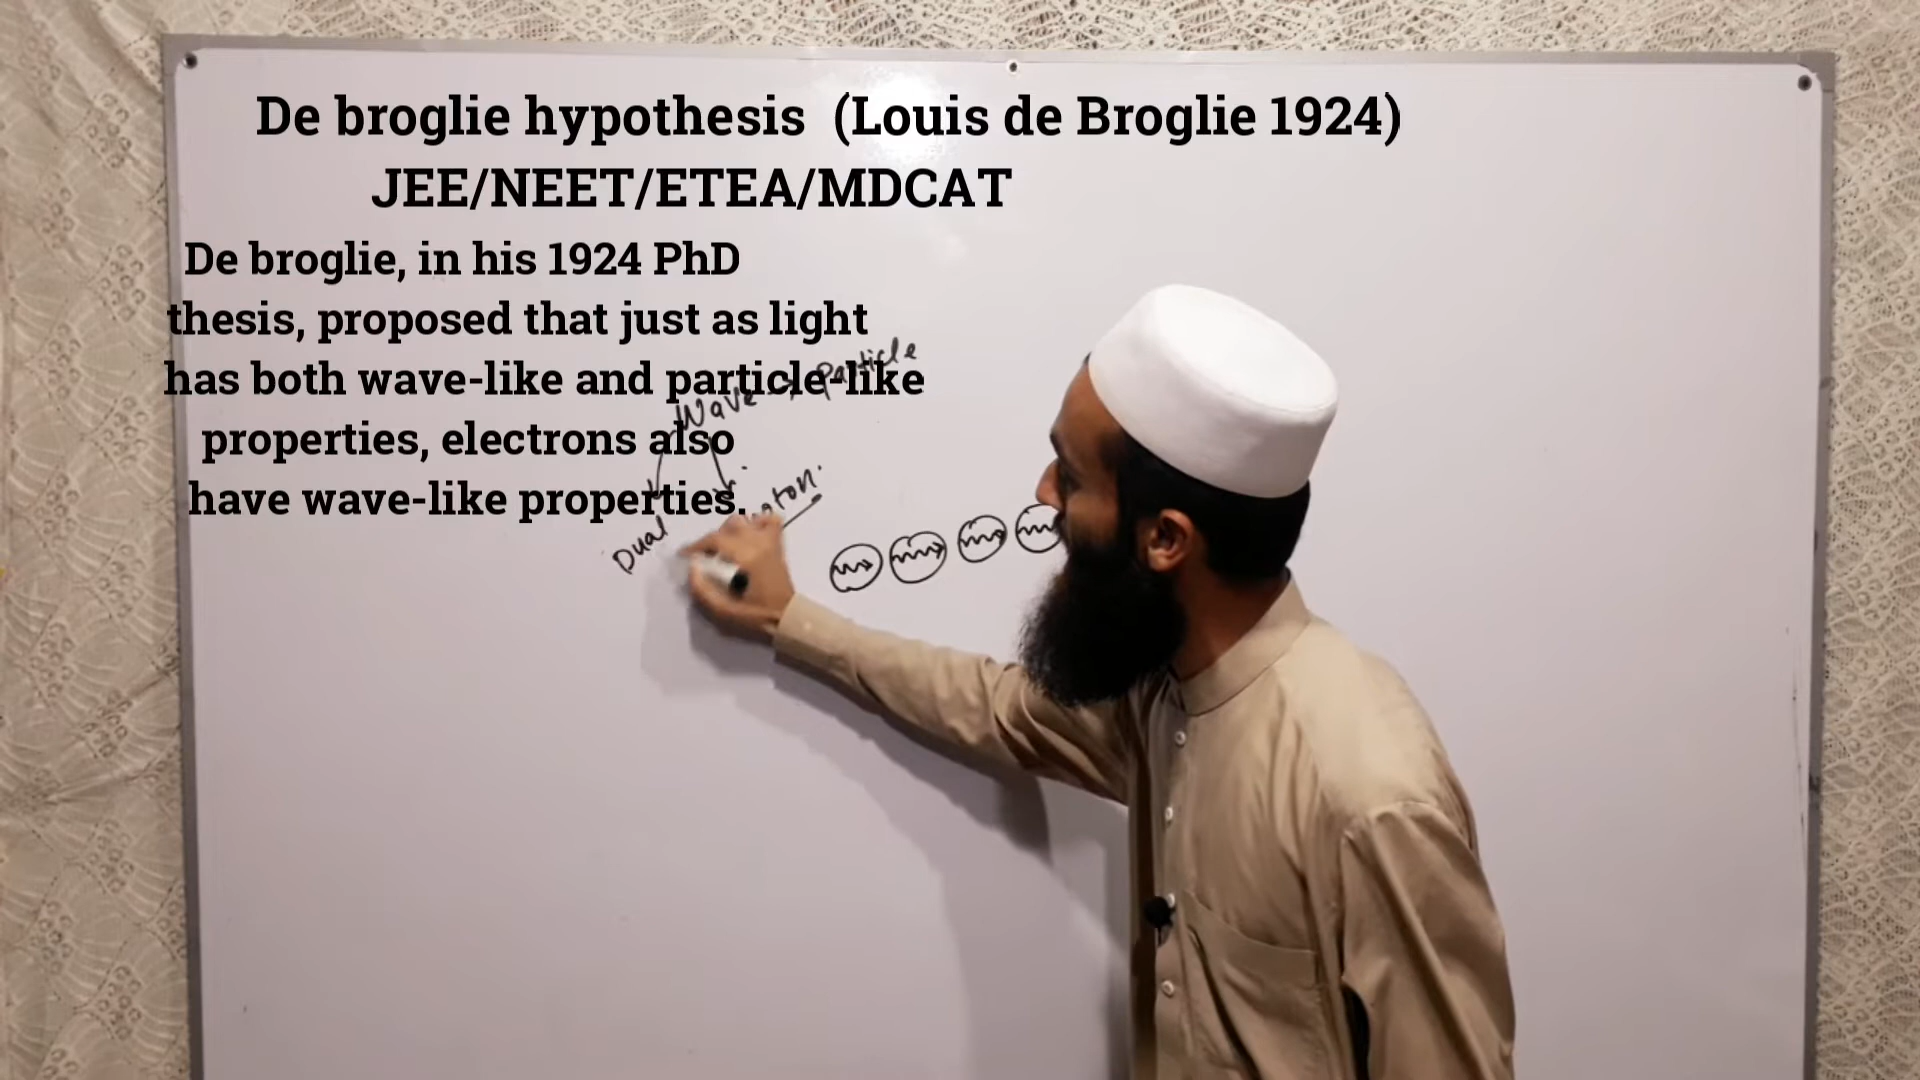 De broglie hypothesis (Louis de Broglie 1924)
JEE/NEET/ETEA/MDCAT
De broglie, in his 1924 PhD
thesis, proposed that just as light
has both wave-like and particle-like
properties, electrons also
have wave-like properties.
Wave → Particle
Dual